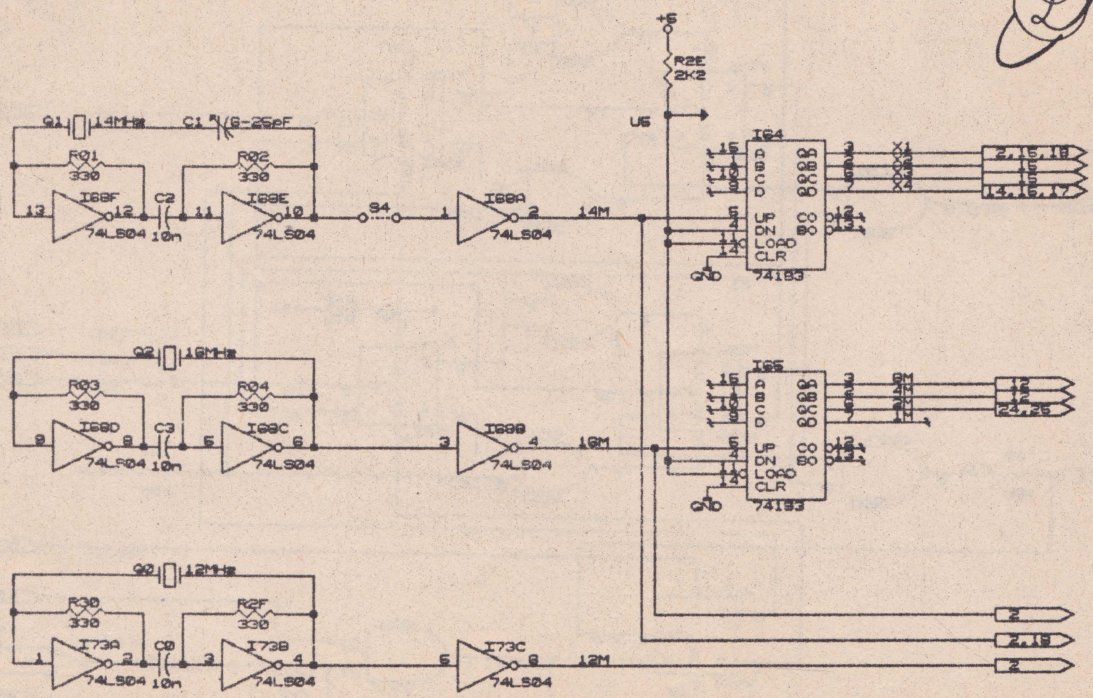 +5
R2E
2K2
U5
Q1 14MHz C1 6-25pF
R01
330
R02
330
I68F
13 12
74LS04
C2
10n
I68E
11 10
74LS04
S4
I68A
1 2
74LS04
14M
I64
15 A QA 3 X1 2,15,18
1 B QB 2 X2
10 C QC 6 X3
9 D QD 7 X4 14,16,17
5 UP CO 12
4 DN BO 13
11 LOAD
14 CLR
GND
74193
Q2 16MHz
R03
330
R04
330
I68D
9 8
74LS04
C3
10n
I68C
5 6
74LS04
I68B
3 4
74LS04
16M
I65
15 A QA 3
1 B QB 2
10 C QC 6 24,26
9 D QD 7
5 UP CO 12
4 DN BO 13
11 LOAD
14 CLR
GND
74193
Q0 12MHz
R30
330
R2F
330
I73A
1 2
74LS04
C0
10n
I73B
3 4
74LS04
I73C
5 6
74LS04
12M
2
2,18
2